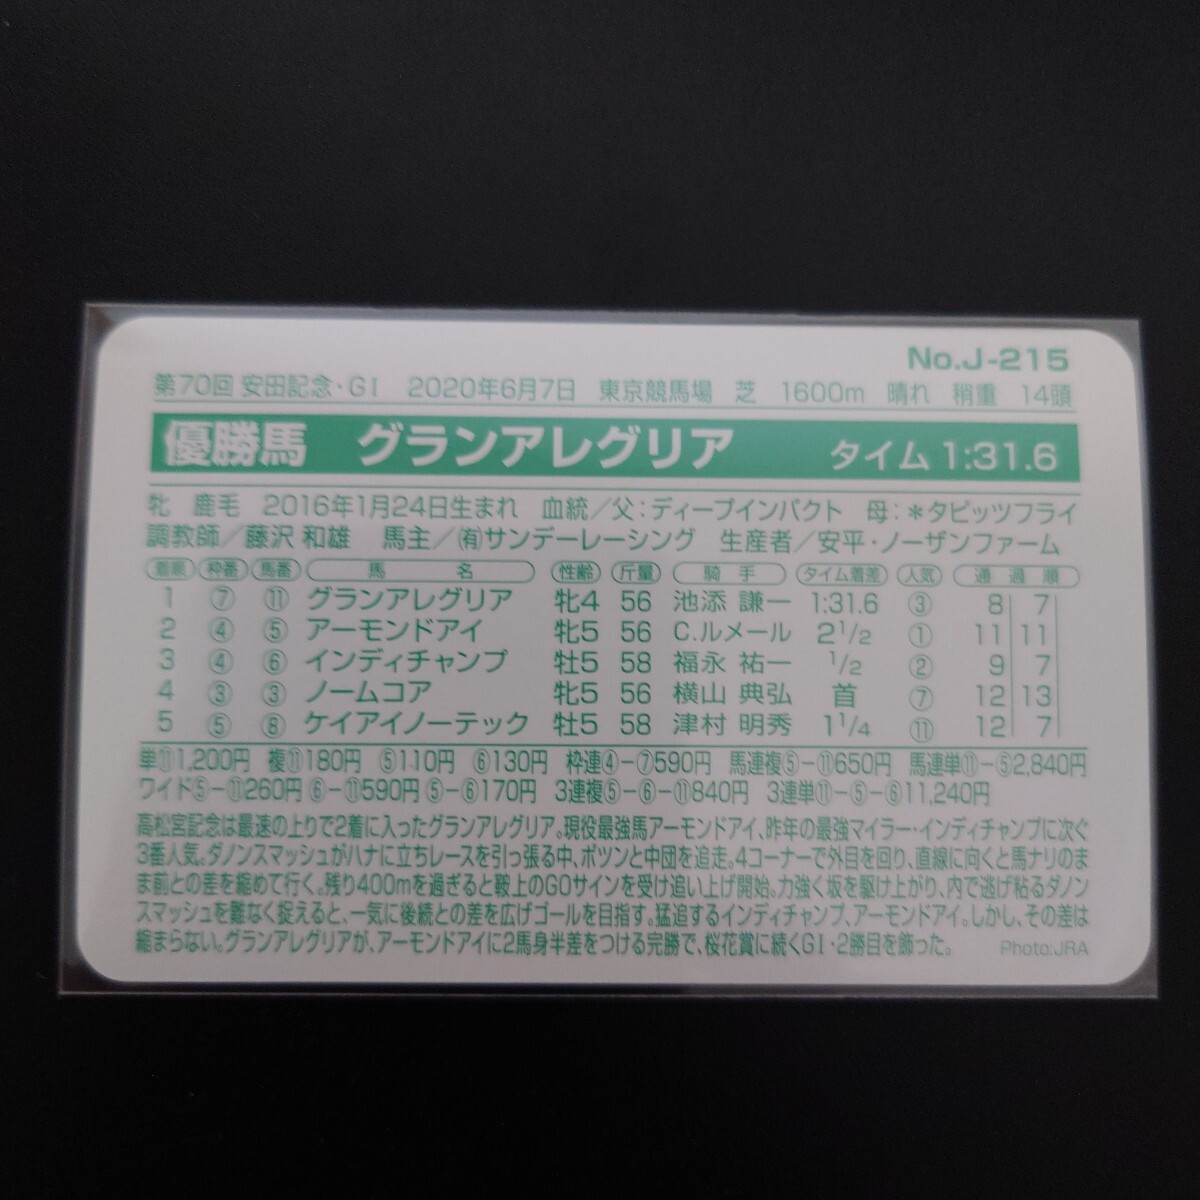 No.J-215
第70回 安田記念・GI 2020年6月7日 東京競馬場 芝 1600m 晴れ 稍重 14頭
優勝馬 グランアレグリア タイム 1:31.6
牝 鹿毛 2016年1月24日生まれ 血統／父：ディープインパクト 母：＊タピッツフライ
調教師／藤沢 和雄 馬主／㈲サンデーレーシング 生産者／安平・ノーザンファーム
着順 枠番 馬番 馬名 性齢 斤量 騎手 タイム着差 人気 通過順
1 ⑦ ⑪ グランアレグリア 牝4 56 池添 謙一 1:31.6 ③ 8 7
2 ④ ⑤ アーモンドアイ 牝5 56 C.ルメール 2 1/2 ① 11 11
3 ④ ⑥ インディチャンプ 牡5 58 福永 祐一 1/2 ② 9 7
4 ③ ③ ノームコア 牝5 56 横山 典弘 首 ⑦ 12 13
5 ⑤ ⑧ ケイアイノーテック 牡5 58 津村 明秀 1 1/4 ⑪ 12 7
単⑪1,200円 複⑪180円 ⑤110円 ⑥130円 枠連④－⑦590円 馬連複⑤－⑪650円 馬連単⑪－⑤2,840円
ワイド⑤－⑪260円 ⑥－⑪590円 ⑤－⑥170円 3連複⑤－⑥－⑪840円 3連単⑪－⑤－⑥11,240円
高松宮記念は最速の上りで2着に入ったグランアレグリア。現役最強馬アーモンドアイ、昨年の最強マイラー・インディチャンプに次ぐ
3番人気。ダノンスマッシュがハナに立ちレースを引っ張る中、ポツンと中団を追走。4コーナーで外目を回り、直線に向くと馬ナリのま
ま前との差を縮めて行く。残り400mを過ぎると鞍上のGOサインを受け追い上げ開始。力強く坂を駆け上がり、内で逃げ粘るダノン
スマッシュを難なく捉えると、一気に後続との差を広げゴールを目指す。猛追するインディチャンプ、アーモンドアイ。しかし、その差は
縮まらない。グランアレグリアが、アーモンドアイに2馬身半差をつける完勝で、桜花賞に続くGI・2勝目を飾った。 Photo:JRA